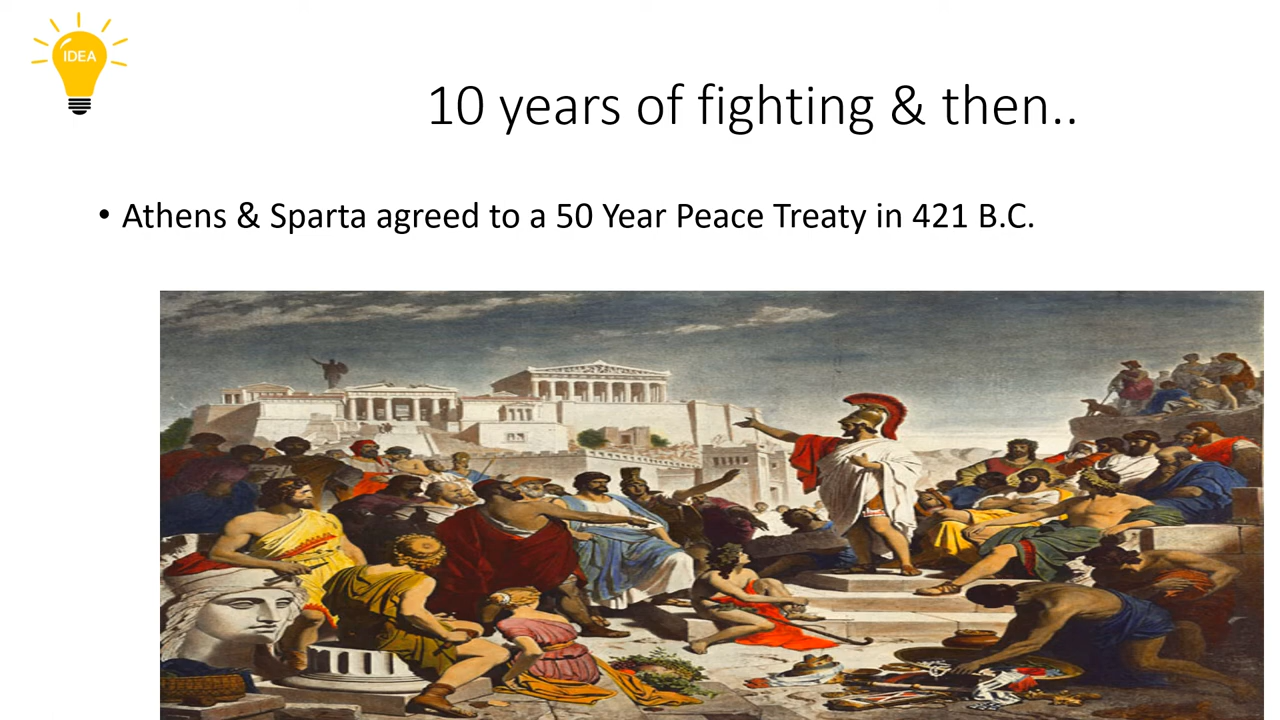 IDEA
10 years of fighting & then..
• Athens & Sparta agreed to a 50 Year Peace Treaty in 421 B.C.